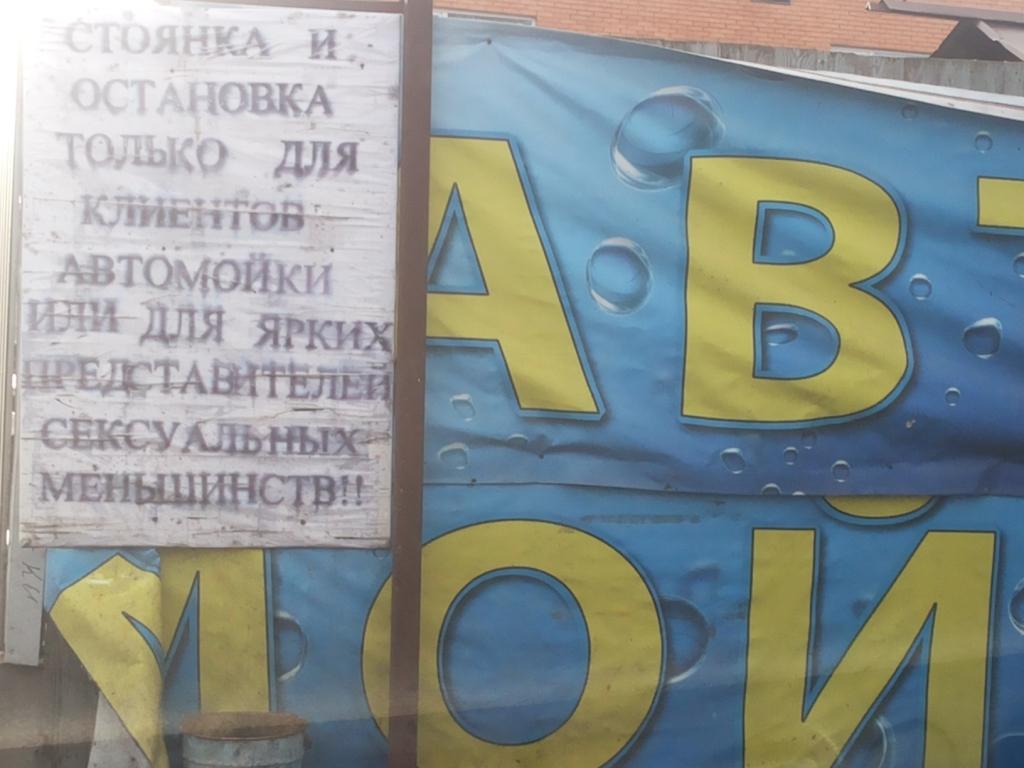 СТОЯНКА И
ОСТАНОВКА
ТОЛЬКО ДЛЯ
КЛИЕНТОВ
АВТОМОЙКИ
ИЛИ ДЛЯ ЯРКИХ
ПРЕДСТАВИТЕЛЕЙ
СЕКСУАЛЬНЫХ
МЕНЬШИНСТВ!!
АВТ
МОЙ